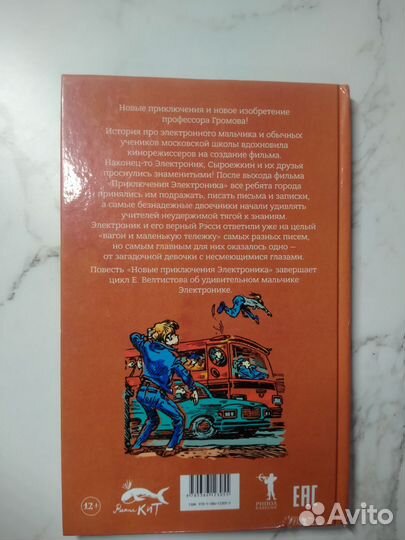 Новые приключения и новое изобретение
профессора Громова!
История про электронного мальчика и обычных
учеников московской школы вдохновила
кинорежиссеров на создание фильма.
Наконец-то Электроник, Сыроежкин и их друзья
проснулись знаменитыми! После выхода фильма
«Приключения Электроника» все ребята города
принялись им подражать, писать письма и записки,
а самые безнадежные двоечники начали удивлять
учителей неудержимой тягой к знаниям.
Электроник и его верный Рэсси ответили уже на целый
«вагон и маленькую тележку» самых разных писем,
но самым главным для них оказалось одно —
от загадочной девочки с несмеющимися глазами.
Повесть «Новые приключения Электроника» завершает
цикл Е. Велтистова об удивительном мальчике
Электронике.
12+
КИТ
РИПОЛ
КЛАССИК
EAC
Avito